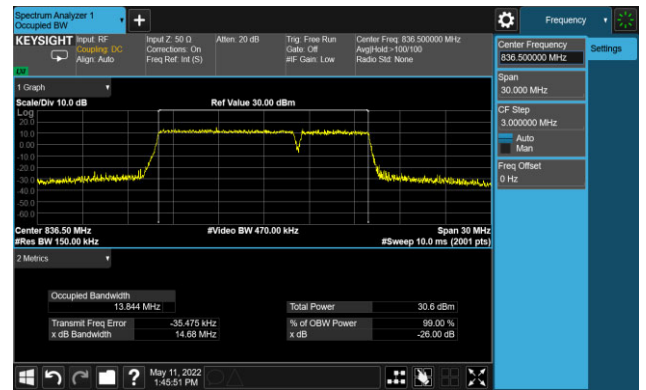 Spectrum Analyzer 1
Occupied BW
Frequency
KEYSIGHT Input: RF Input Z: 50 Ω Atten: 20 dB Trig: Free Run Center Freq: 836.500000 MHz
Coupling: DC Corrections: On Gate: Off Avg|Hold:>100/100
Align: Auto Freq Ref: Int (S) #IF Gain: Low Radio Std: None
Center Frequency
836.500000 MHz
Settings
Span
30.000 MHz
CF Step
3.000000 MHz
Auto
Man
Freq Offset
0 Hz
1 Graph
Scale/Div 10.0 dB Ref Value 30.00 dBm
Log
20.0
10.0
0.00
-10.0
-20.0
-30.0
-40.0
-50.0
-60.0
Center 836.50 MHz #Video BW 470.00 kHz Span 30 MHz
#Res BW 150.00 kHz #Sweep 10.0 ms (2001 pts)
2 Metrics
Occupied Bandwidth
13.844 MHz Total Power 30.6 dBm
Transmit Freq Error -35.475 kHz % of OBW Power 99.00 %
x dB Bandwidth 14.68 MHz x dB -26.00 dB
?
May 11, 2022
1:45:51 PM